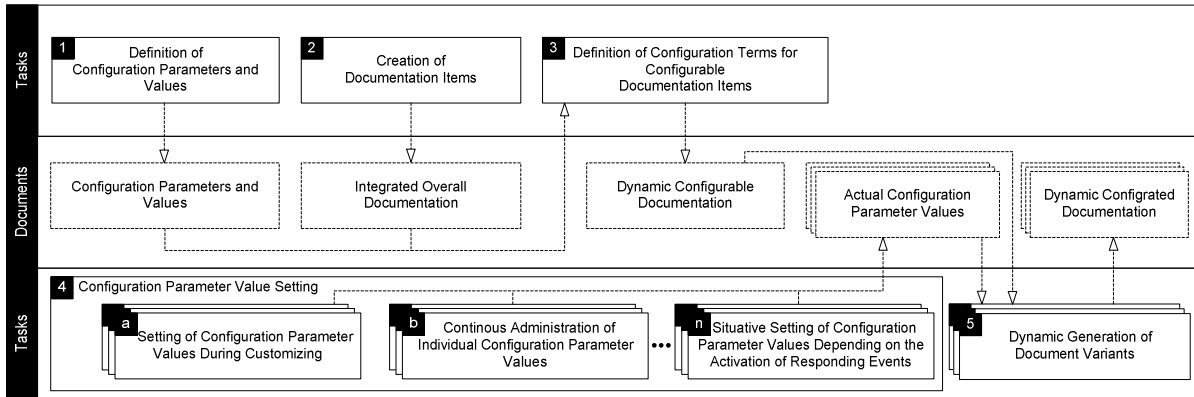 Tasks
1
Definition of
Configuration Parameters and
Values
2
Creation of
Documentation Items
3
Definition of Configuration Terms for
Configurable
Documentation Items
Documents
Configuration Parameters and
Values
Integrated Overall
Documentation
Dynamic Configurable
Documentation
Actual Configuration
Parameter Values
Dynamic Configrated
Documentation
Tasks
4 Configuration Parameter Value Setting
a
Setting of Configuration Parameter
Values During Customizing
b
Continous Administration of
Individual Configuration Parameter
Values
•••
n
Situative Setting of Configuration
Parameter Values Depending on the
Activation of Responding Events
5
Dynamic Generation of
Document Variants